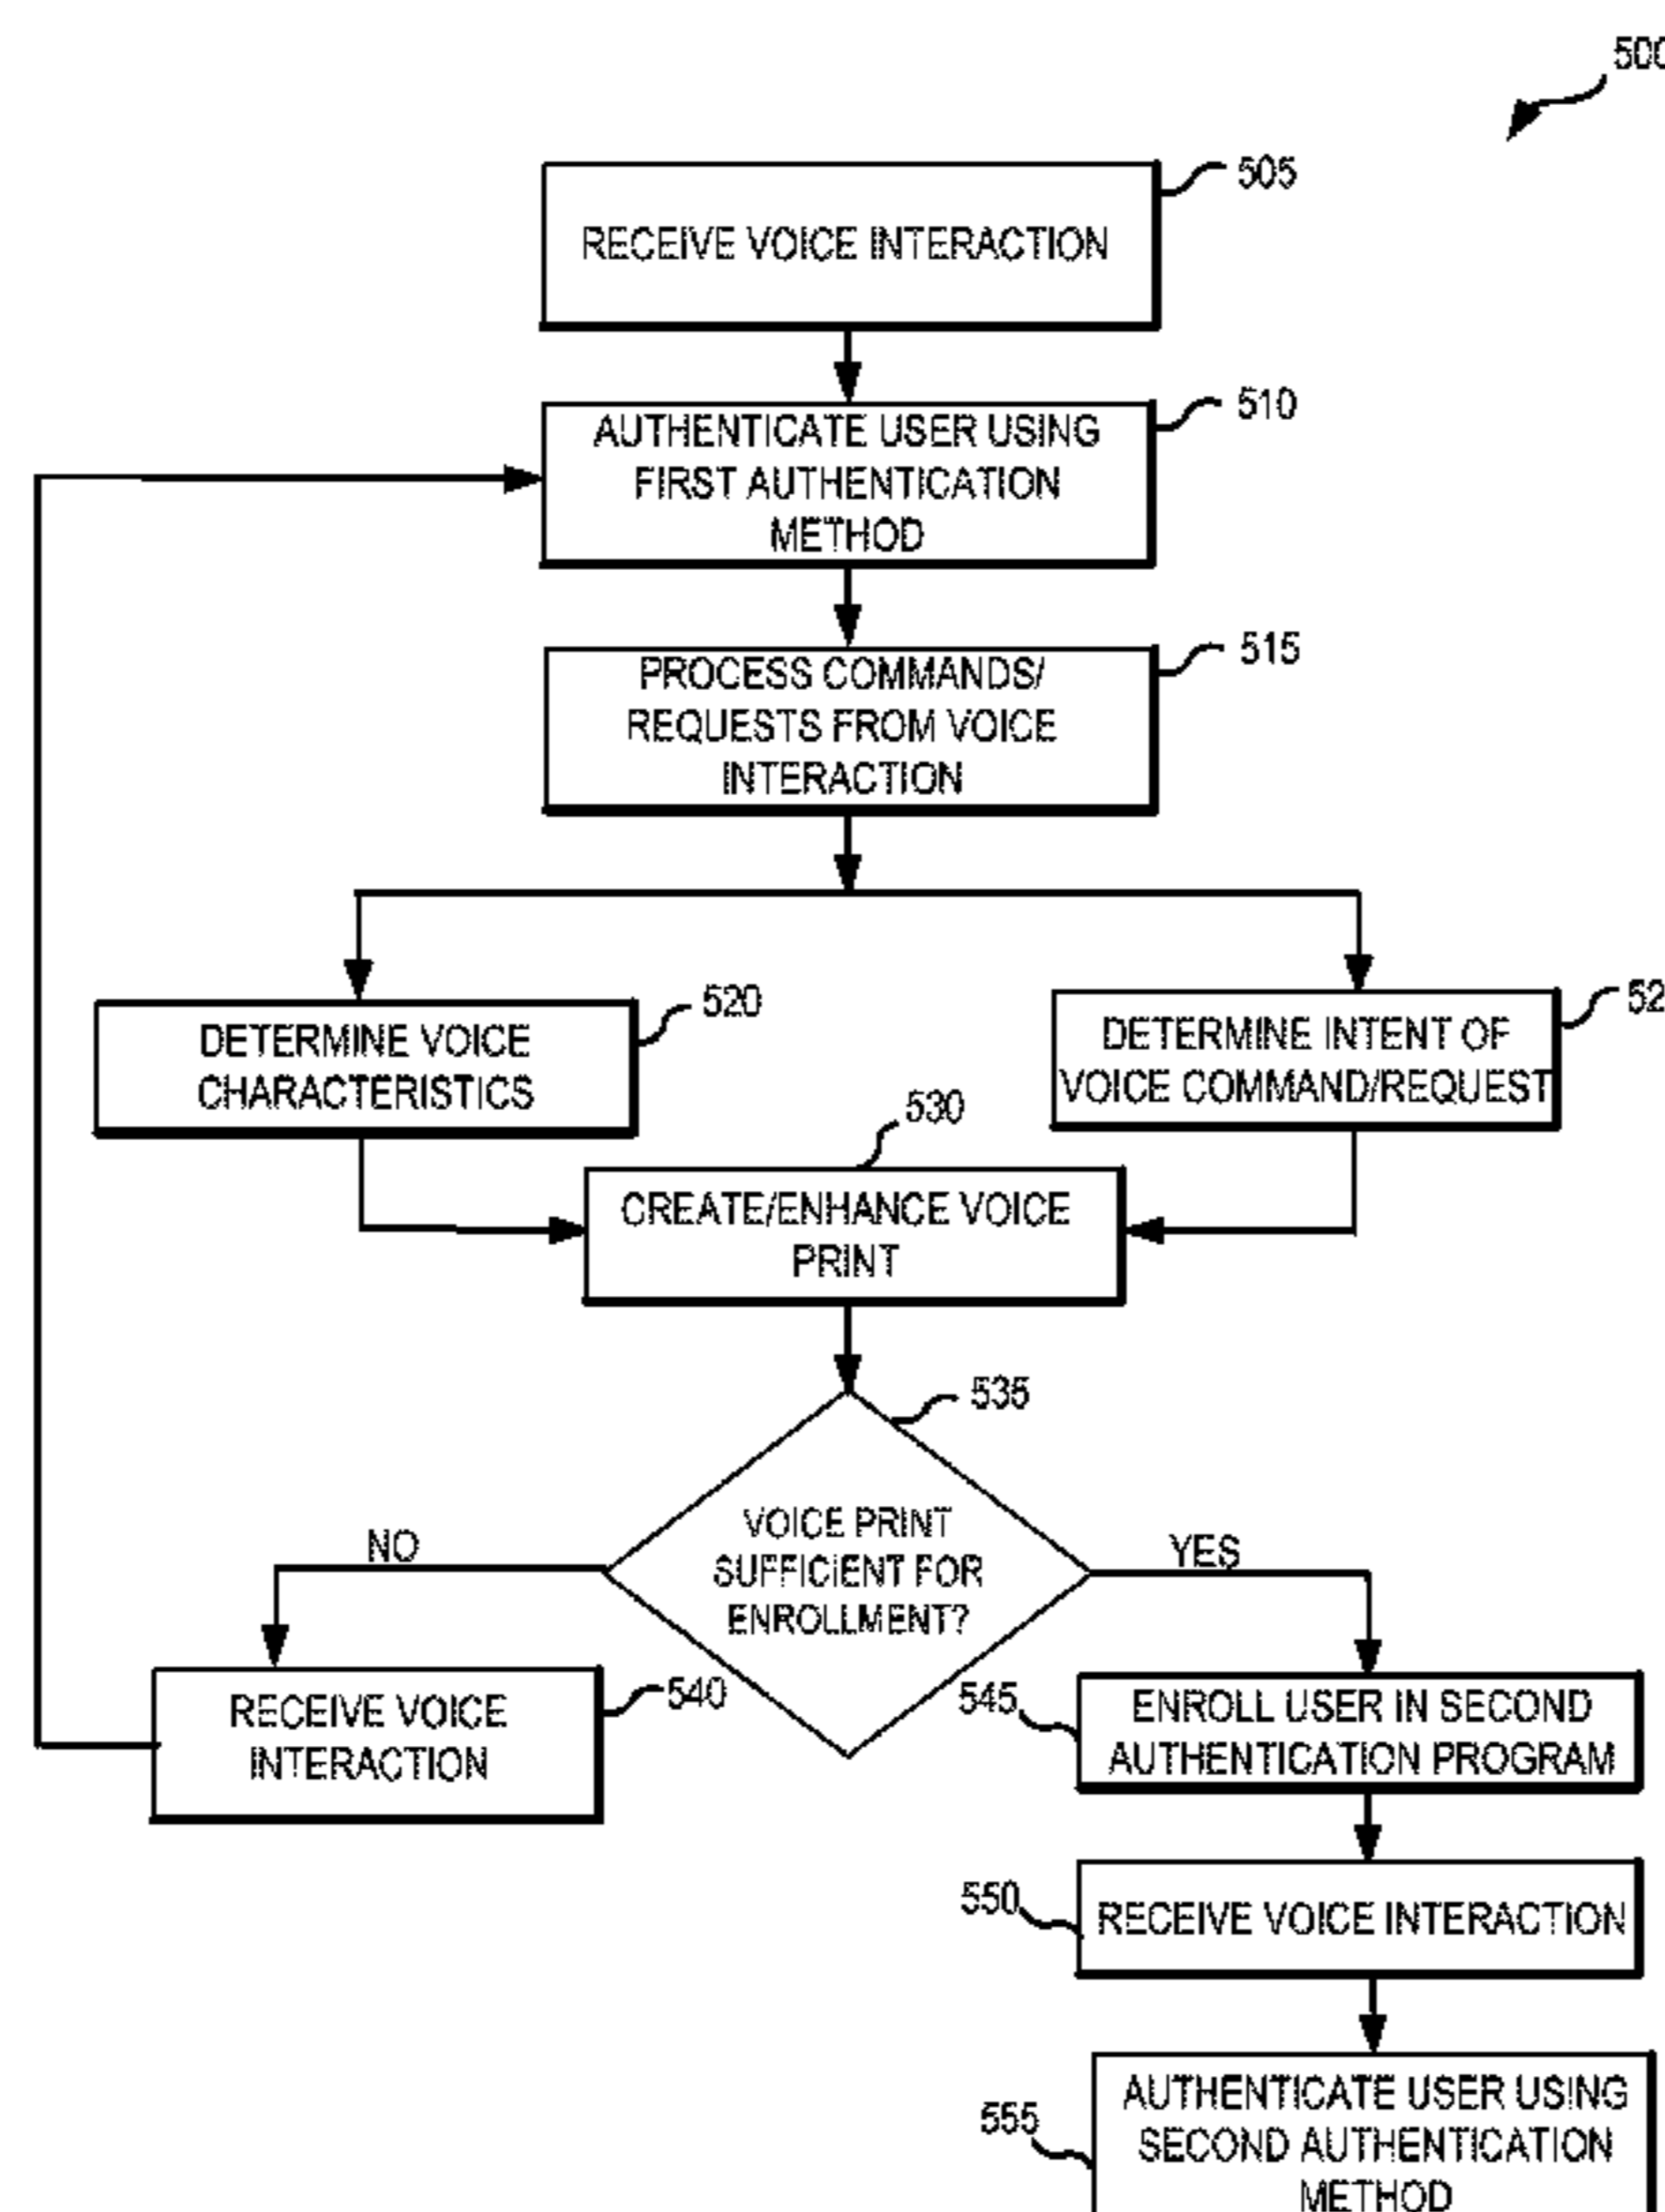 500
505
RECEIVE VOICE INTERACTION
510
AUTHENTICATE USER USING
FIRST AUTHENTICATION
METHOD
515
PROCESS COMMANDS/
REQUESTS FROM VOICE
INTERACTION
520
DETERMINE VOICE
CHARACTERISTICS
52
DETERMINE INTENT OF
VOICE COMMAND/REQUEST
530
CREATE/ENHANCE VOICE
PRINT
535
VOICE PRINT
SUFFICIENT FOR
ENROLLMENT?
NO
YES
540
RECEIVE VOICE
INTERACTION
545
ENROLL USER IN SECOND
AUTHENTICATION PROGRAM
550
RECEIVE VOICE INTERACTION
555
AUTHENTICATE USER USING
SECOND AUTHENTICATION
METHOD